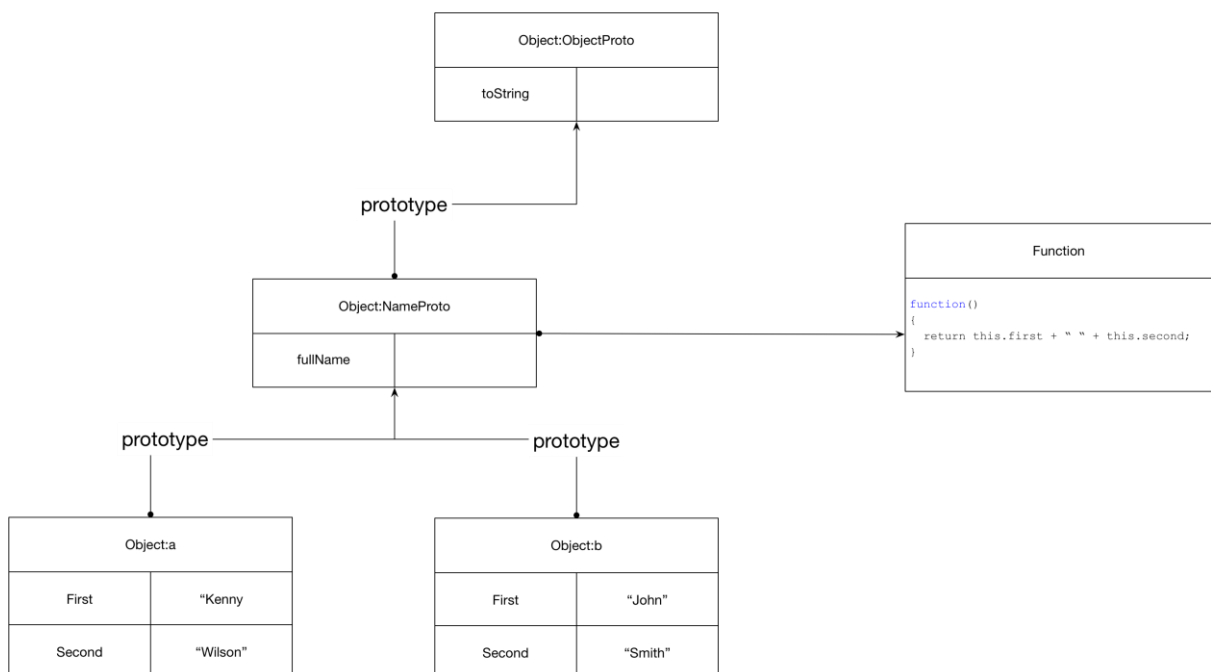 Object:ObjectProto
toString
prototype
Function
Object:NameProto
function()
{
return this.first + “ “ + this.second;
}
fullName
prototype
prototype
Object:a
Object:b
First
“Kenny
First
“John”
Second
“Wilson”
Second
“Smith”